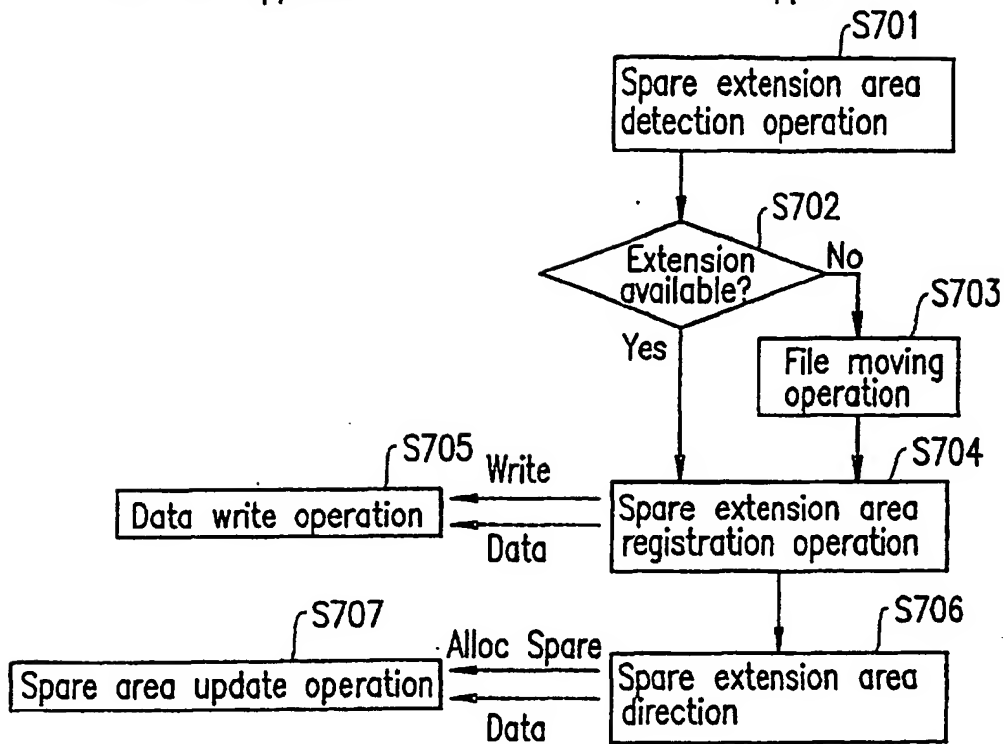 S701
Spare extension area
detection operation
S702
Extension
available?
No
Yes
S703
File moving
operation
S704
Spare extension area
registration operation
S705
Write
Data write operation
Data
S706
Spare extension area
direction
S707
Alloc Spare
Spare area update operation
Data